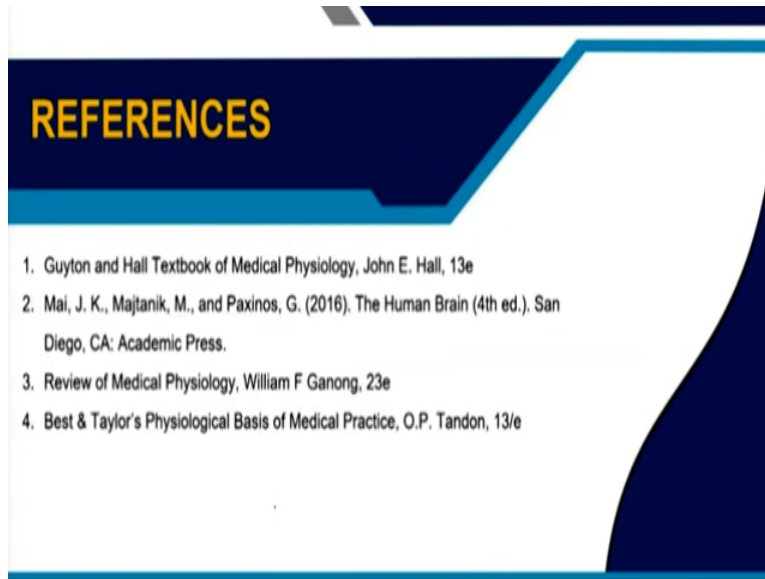 REFERENCES
1. Guyton and Hall Textbook of Medical Physiology, John E. Hall, 13e
2. Mai, J. K., Majtanik, M., and Paxinos, G. (2016). The Human Brain (4th ed.). San
Diego, CA: Academic Press.
3. Review of Medical Physiology, William F Ganong, 23e
4. Best & Taylor's Physiological Basis of Medical Practice, O.P. Tandon, 13/e